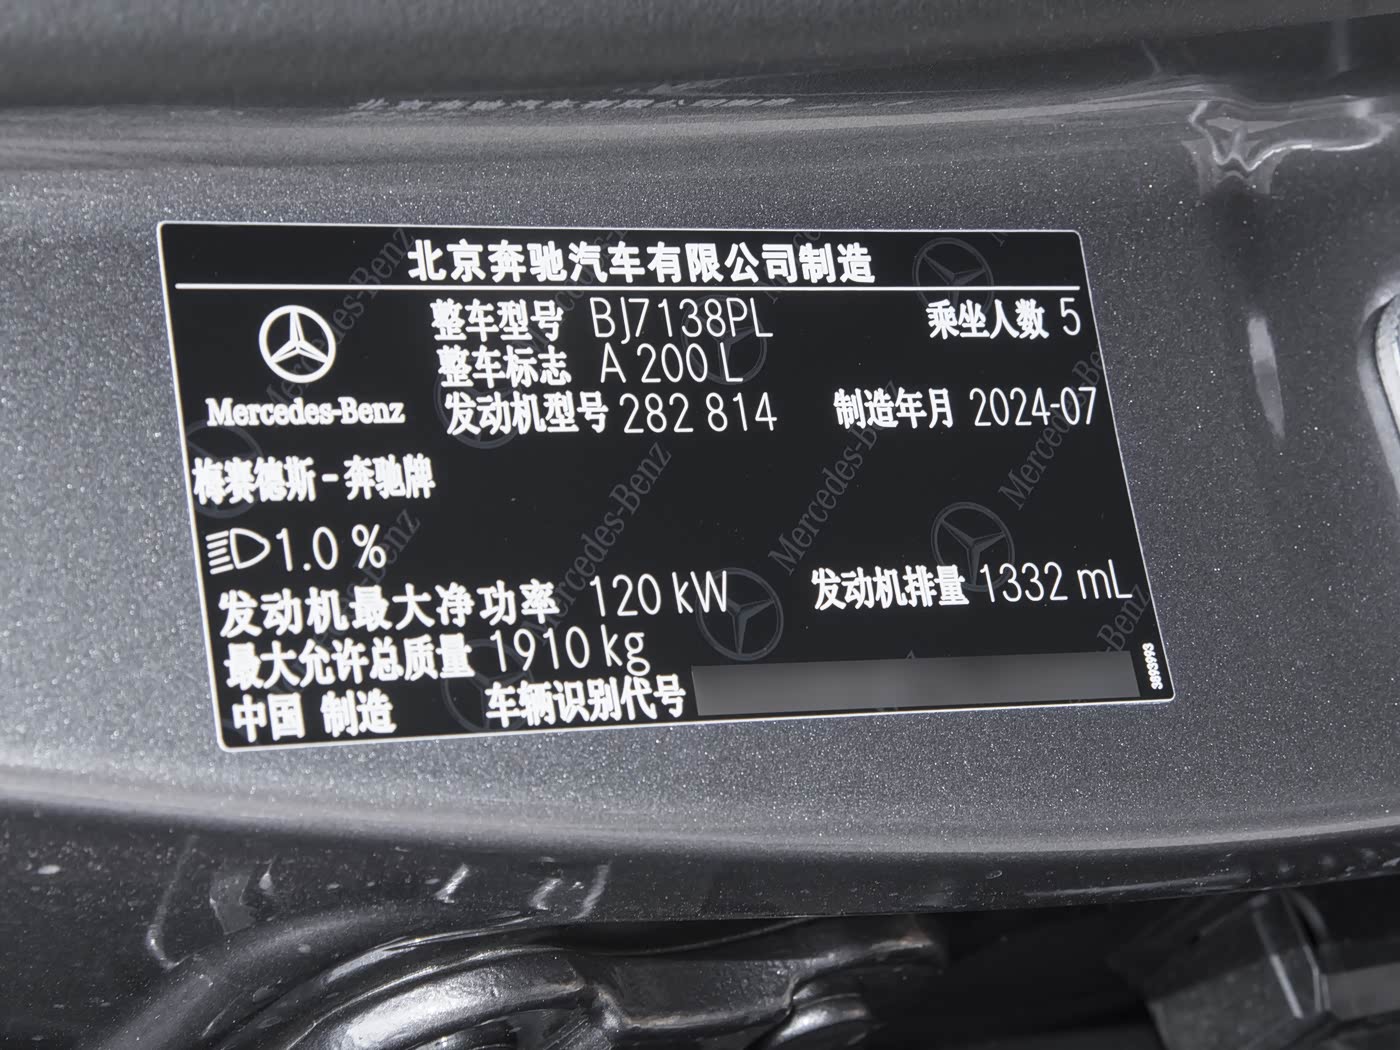 北京奔驰汽车有限公司制造
整车型号 BJ7138PL 乘坐人数 5
整车标志 A 200 L
发动机型号 282 814 制造年月 2024-07
Mercedes-Benz
梅赛德斯-奔驰牌
1.0 %
发动机最大净功率 120 kW 发动机排量 1332 mL
最大允许总质量 1910 kg
中国 制造 车辆识别代号